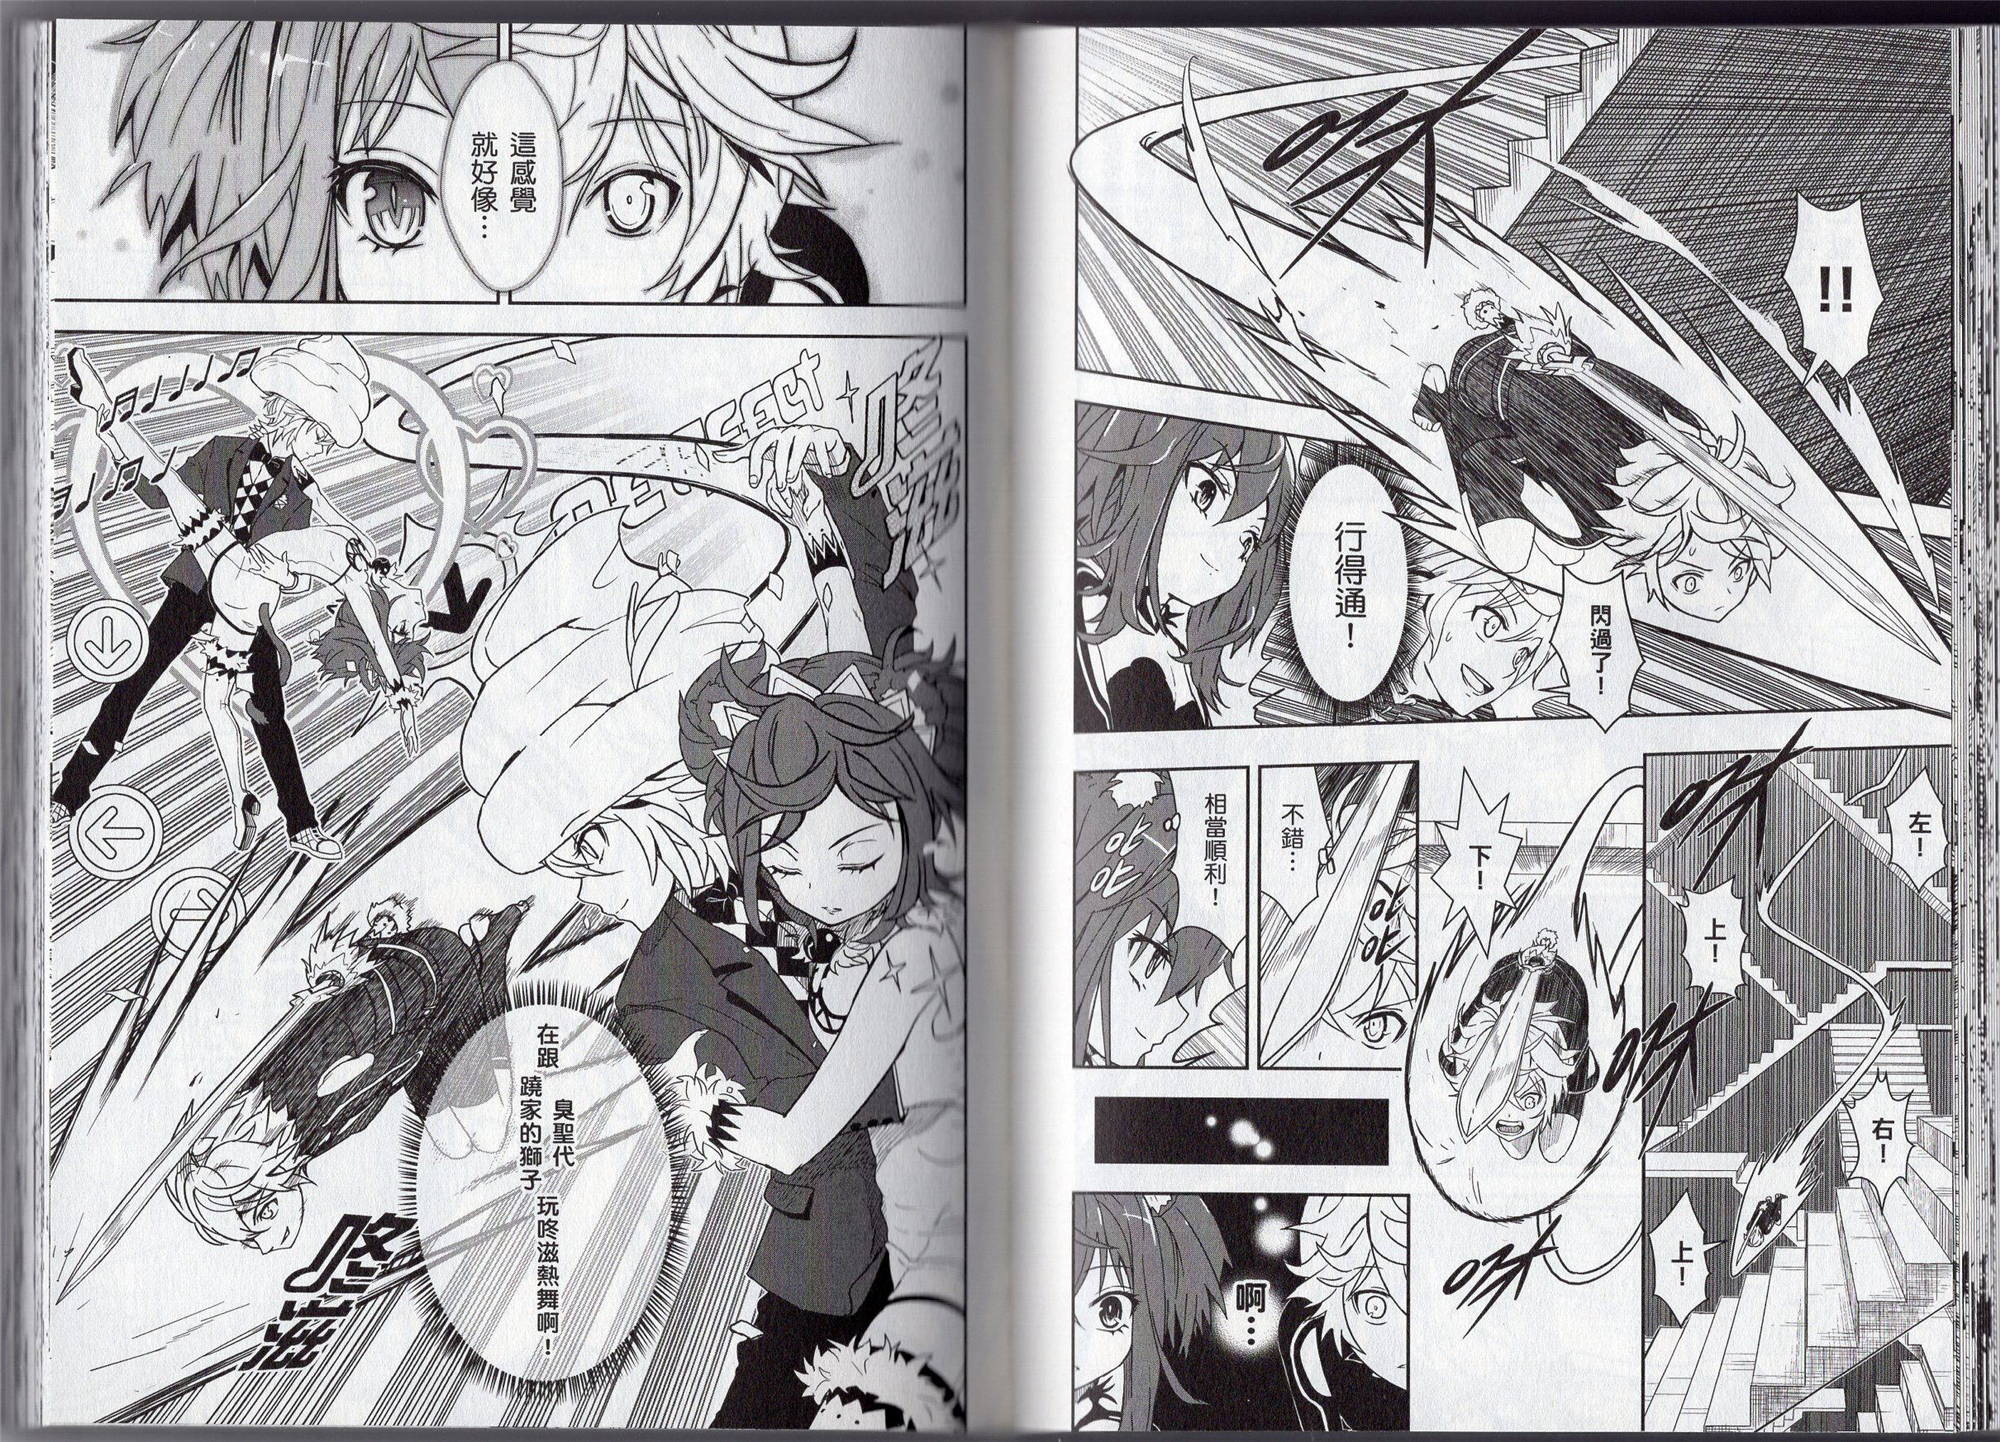 !!
閃過了！
行得通！
左！
上！
右！
上！
下！
不錯…
相當順利！
啊…
這感覺
就好像…
PERFECT
咚滋
臭聖代
在跟
蹺家的獅子
玩咚滋熱舞啊！
咚滋